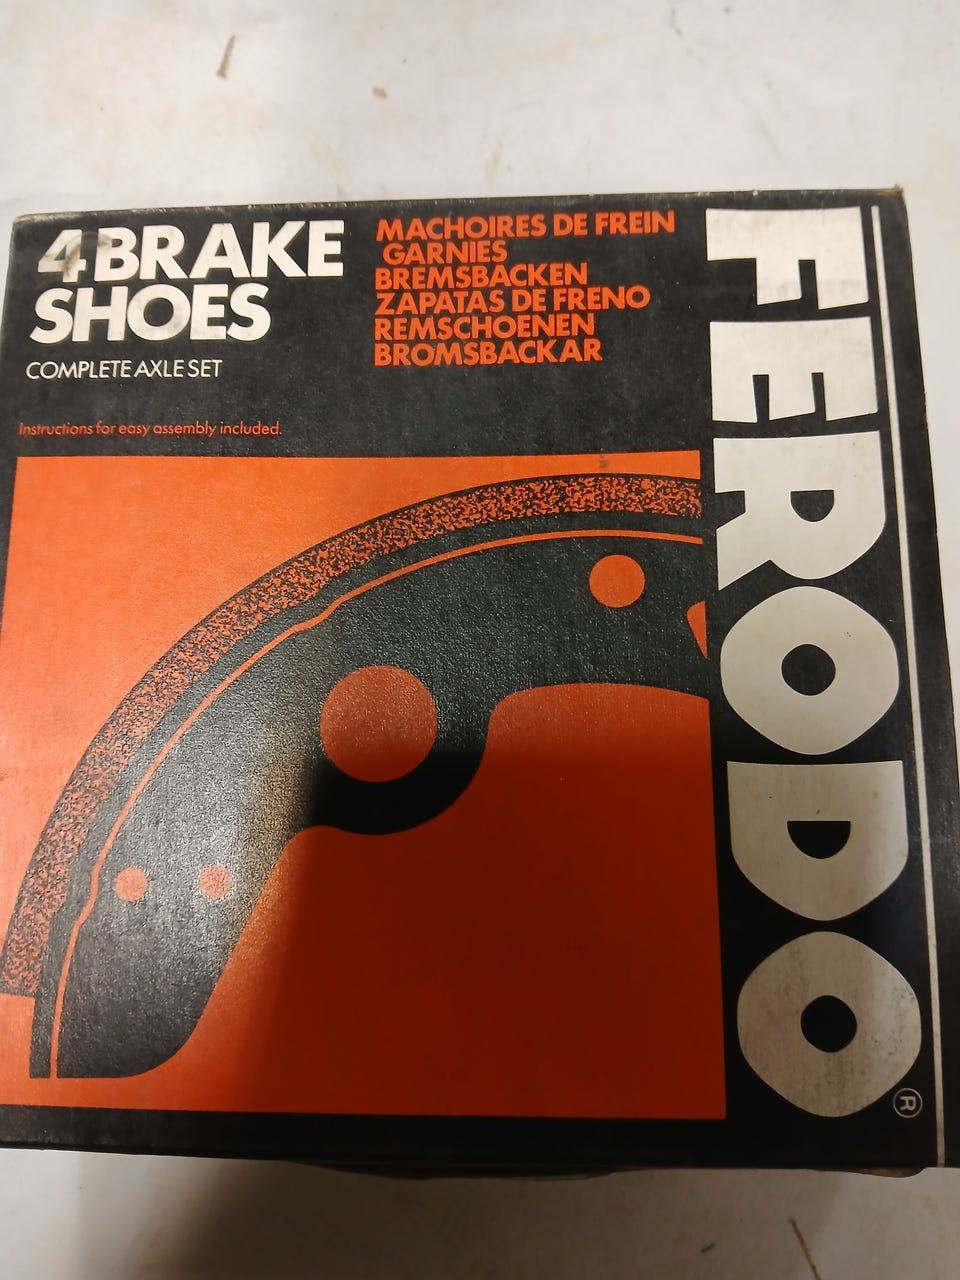 4 BRAKE
SHOES
COMPLETE AXLE SET
Instructions for easy assembly included.
MACHOIRES DE FREIN
GARNIES
BREMSBACKEN
ZAPATAS DE FRENO
REMSCHOENEN
BROMSBACKAR
FERODO
®